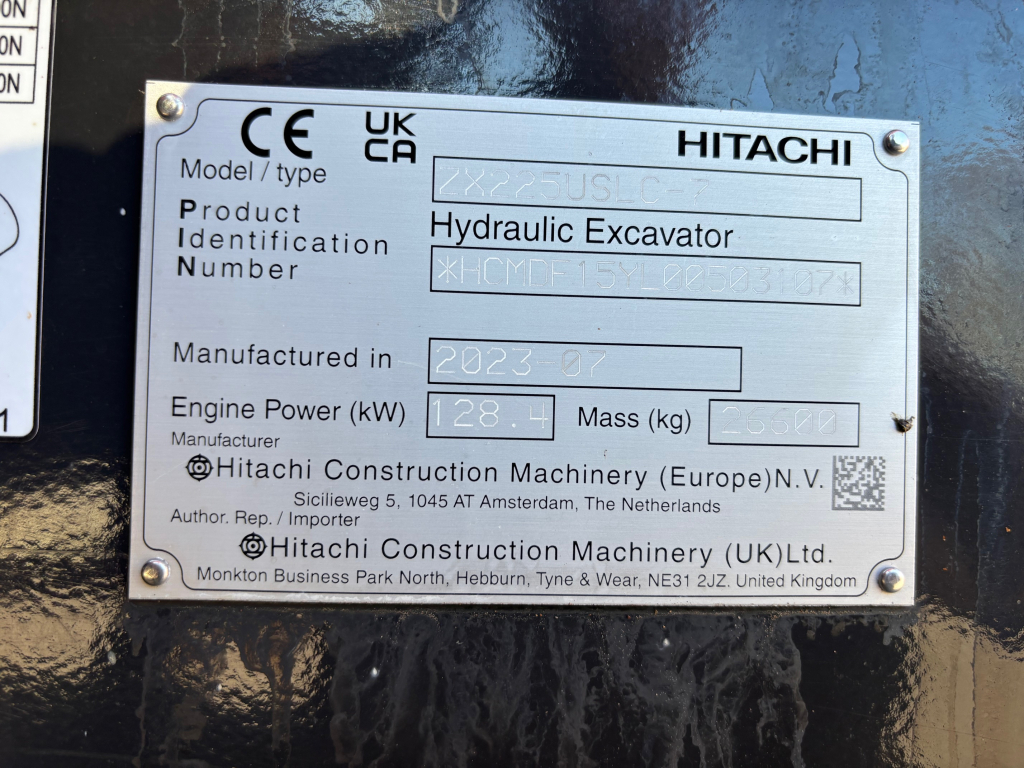 ON
ON
ON
1
CE UK CA HITACHI
Model / type ZX225USLC-7
Product Hydraulic Excavator
Identification
Number *HCMDF15YL00503107*
Manufactured in 2023-07
Engine Power (kW) 128.4 Mass (kg) 26600
Manufacturer
Hitachi Construction Machinery (Europe)N.V.
Sicilieweg 5, 1045 AT Amsterdam, The Netherlands
Author. Rep. / Importer
Hitachi Construction Machinery (UK)Ltd.
Monkton Business Park North, Hebburn, Tyne & Wear, NE31 2JZ. United Kingdom